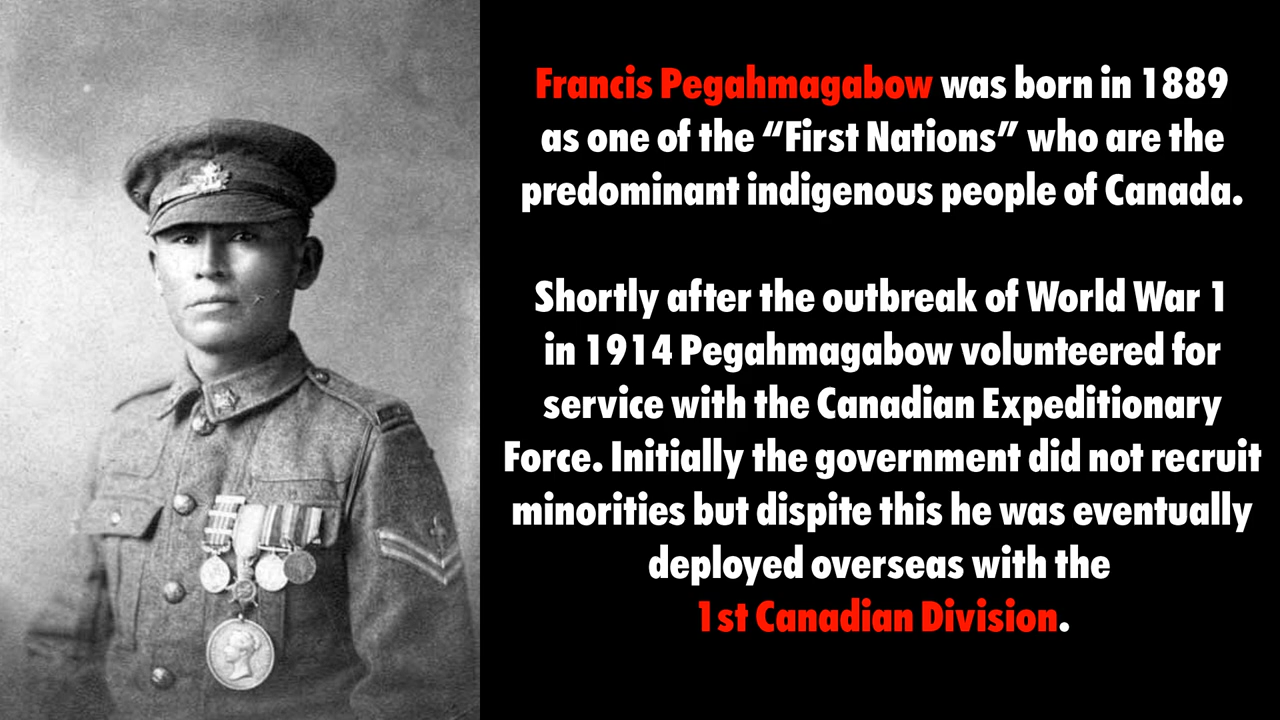 Francis Pegahmagabow was born in 1889
as one of the “First Nations” who are the
predominant indigenous people of Canada.
Shortly after the outbreak of World War 1
in 1914 Pegahmagabow volunteered for
service with the Canadian Expeditionary
Force. Initially the government did not recruit
minorities but dispite this he was eventually
deployed overseas with the
1st Canadian Division.